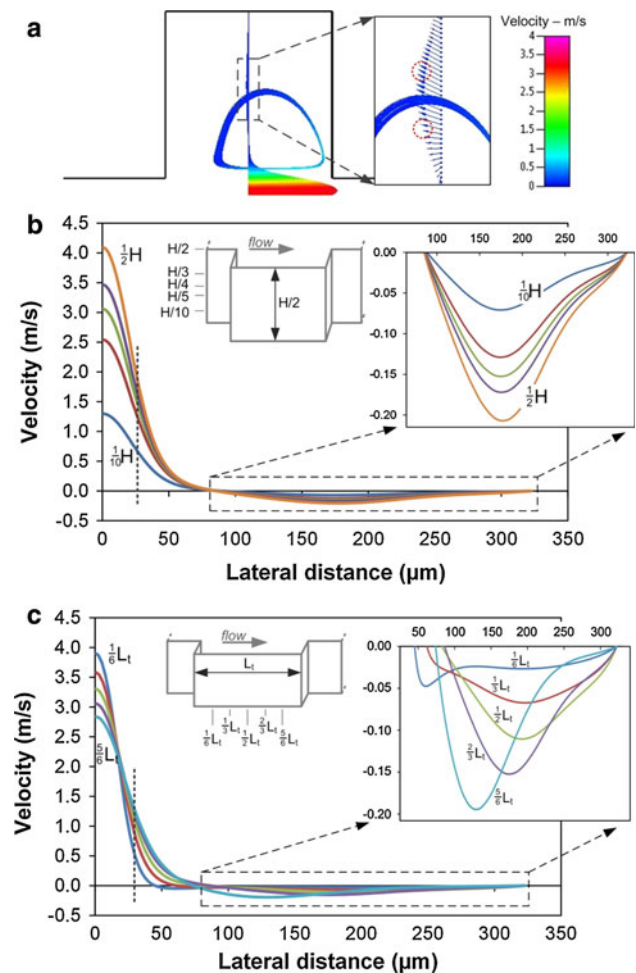 a
Velocity – m/s
4
3.5
3
2.5
2
1.5
1
0.5
0
b
4.5
4.0
3.5
3.0
2.5
2.0
1.5
1.0
0.5
0.0
-0.5
Velocity (m/s)
½H
⅒H
flow
H/2
H/3
H/4
H/5
H/10
H/2
100 150 200 250 300
0.00
-0.05
-0.10
-0.15
-0.20
⅒H
½H
0 50 100 150 200 250 300 350
Lateral distance (µm)
c
4.5
4.0
3.5
3.0
2.5
2.0
1.5
1.0
0.5
0.0
-0.5
Velocity (m/s)
⅙Lₜ
⅚Lₜ
flow
Lₜ
⅙Lₜ ⅓Lₜ ½Lₜ ⅔Lₜ ⅚Lₜ
50 100 150 200 250 300
0.00
-0.05
-0.10
-0.15
-0.20
⅙Lₜ
⅓Lₜ
½Lₜ
⅔Lₜ
⅚Lₜ
0 50 100 150 200 250 300 350
Lateral distance (µm)